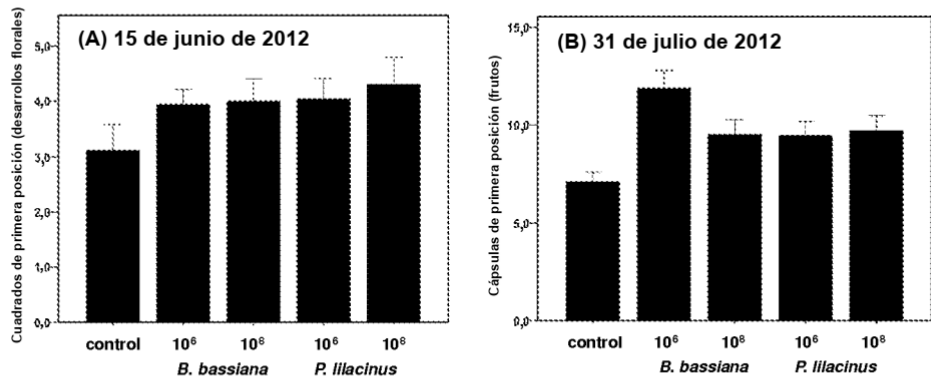 (A) 15 de junio de 2012
Cuadrados de primera posición (desarrollos florales)
5,0
4,0
3,0
2,0
1,0
0,0
control 10⁶ 10⁸ 10⁶ 10⁸
B. bassiana P. lilacinus
(B) 31 de julio de 2012
Cápsulas de primera posición (frutos)
15,0
10,0
5,0
0,0
control 10⁶ 10⁸ 10⁶ 10⁸
B. bassiana P. lilacinus